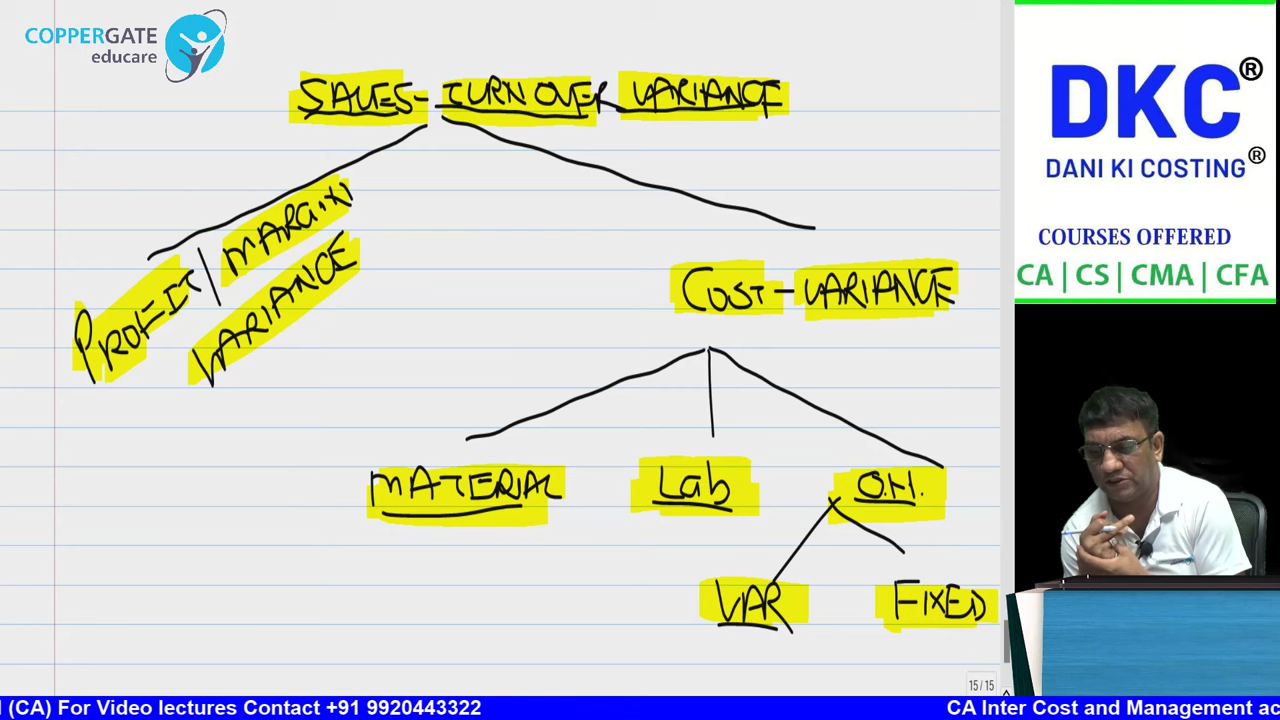 COPPERGATE
educare
SALES- TURNOVER VARIANCE
PROFIT/ MARGIN
VARIANCE
COST-VARIANCE
MATERIAL
Lab
O.H.
VAR
FIXED
15/15
DKC®
DANI KI COSTING®
COURSES OFFERED
CA | CS | CMA | CFA
(CA) For Video lectures Contact +91 9920443322
CA Inter Cost and Management ac